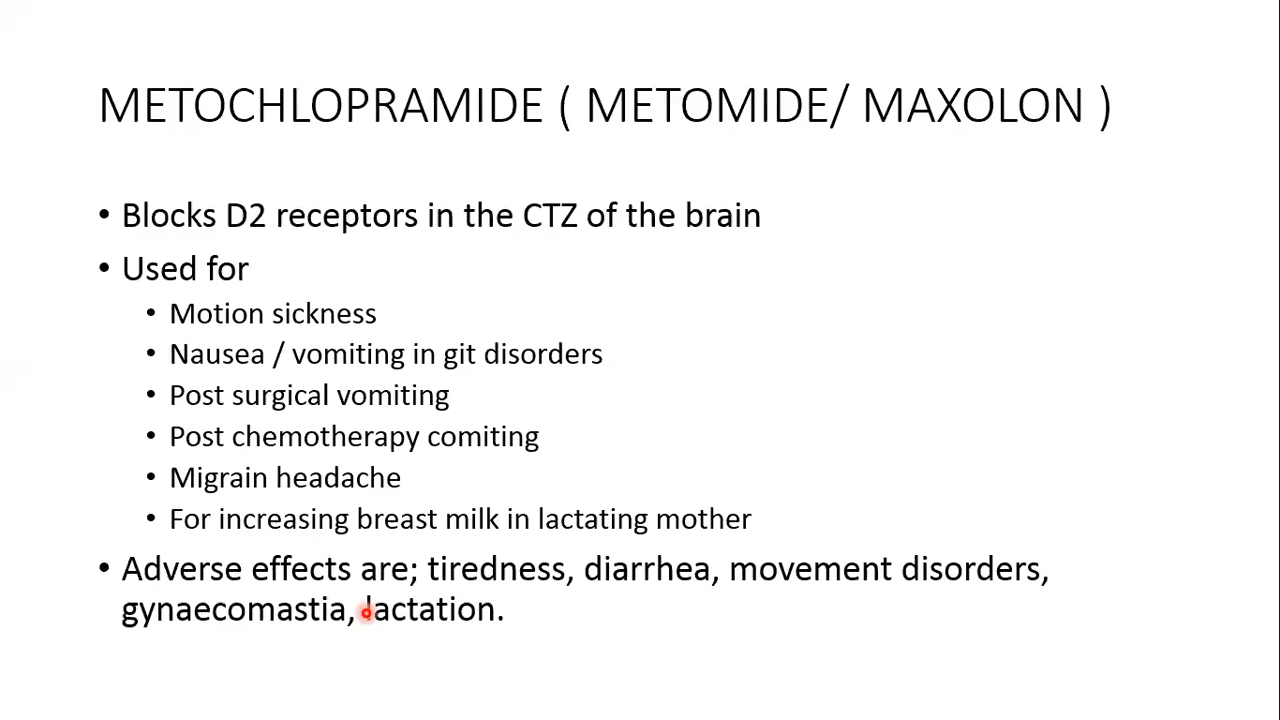 METOCHLOPRAMIDE ( METOMIDE/ MAXOLON )
• Blocks D2 receptors in the CTZ of the brain
• Used for
• Motion sickness
• Nausea / vomiting in git disorders
• Post surgical vomiting
• Post chemotherapy comiting
• Migrain headache
• For increasing breast milk in lactating mother
• Adverse effects are; tiredness, diarrhea, movement disorders,
gynaecomastia, lactation.